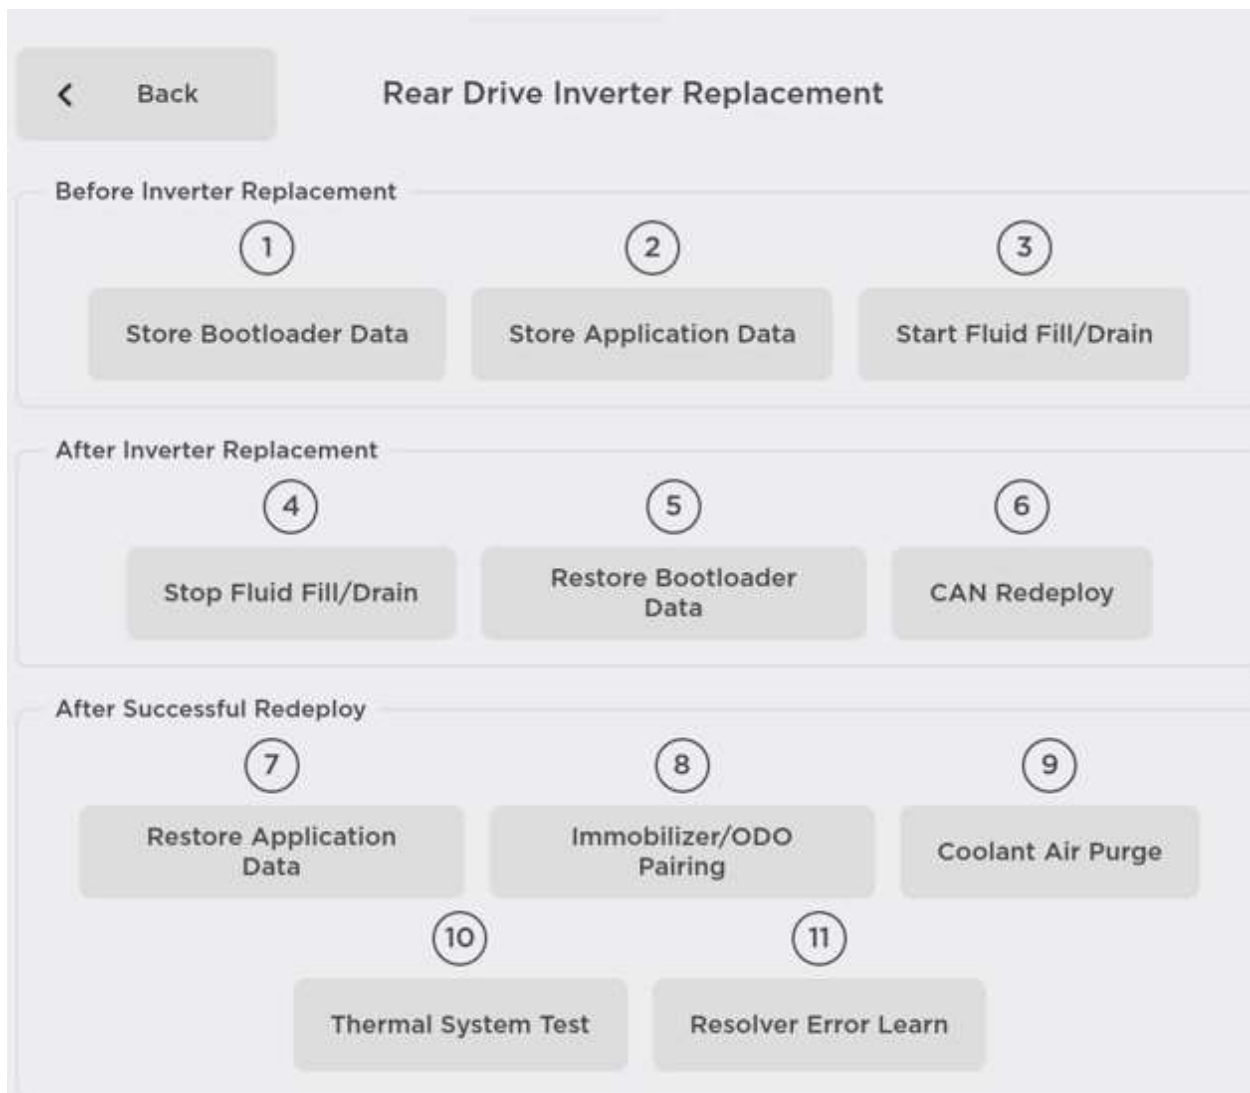 Back
Rear Drive Inverter Replacement
Before Inverter Replacement
1
2
3
Store Bootloader Data
Store Application Data
Start Fluid Fill/Drain
After Inverter Replacement
4
5
6
Stop Fluid Fill/Drain
Restore Bootloader
Data
CAN Redeploy
After Successful Redeploy
7
8
9
Restore Application
Data
Immobilizer/ODO
Pairing
Coolant Air Purge
10
11
Thermal System Test
Resolver Error Learn